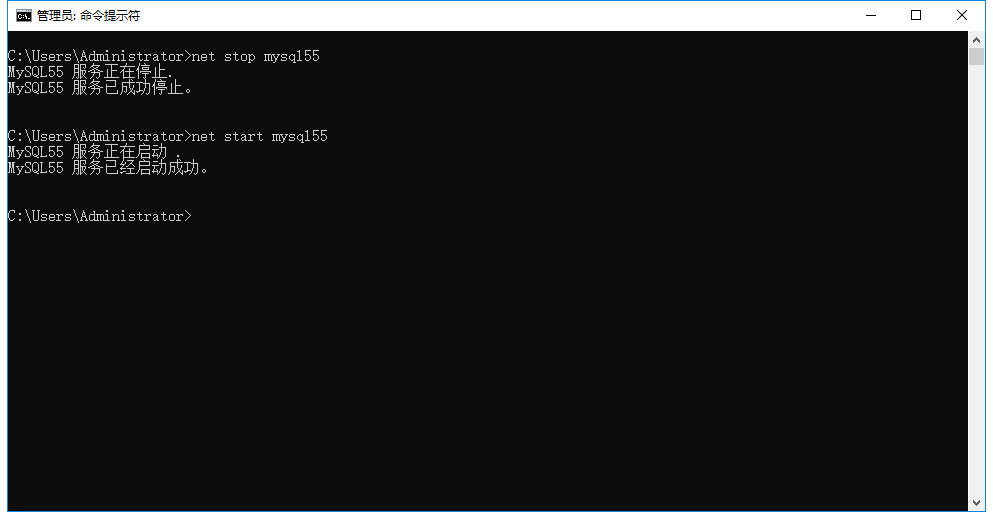 管理员: 命令提示符
C:\Users\Administrator>net stop mysql55
MySQL55 服务正在停止.
MySQL55 服务已成功停止。
C:\Users\Administrator>net start mysql55
MySQL55 服务正在启动 .
MySQL55 服务已经启动成功。
C:\Users\Administrator>